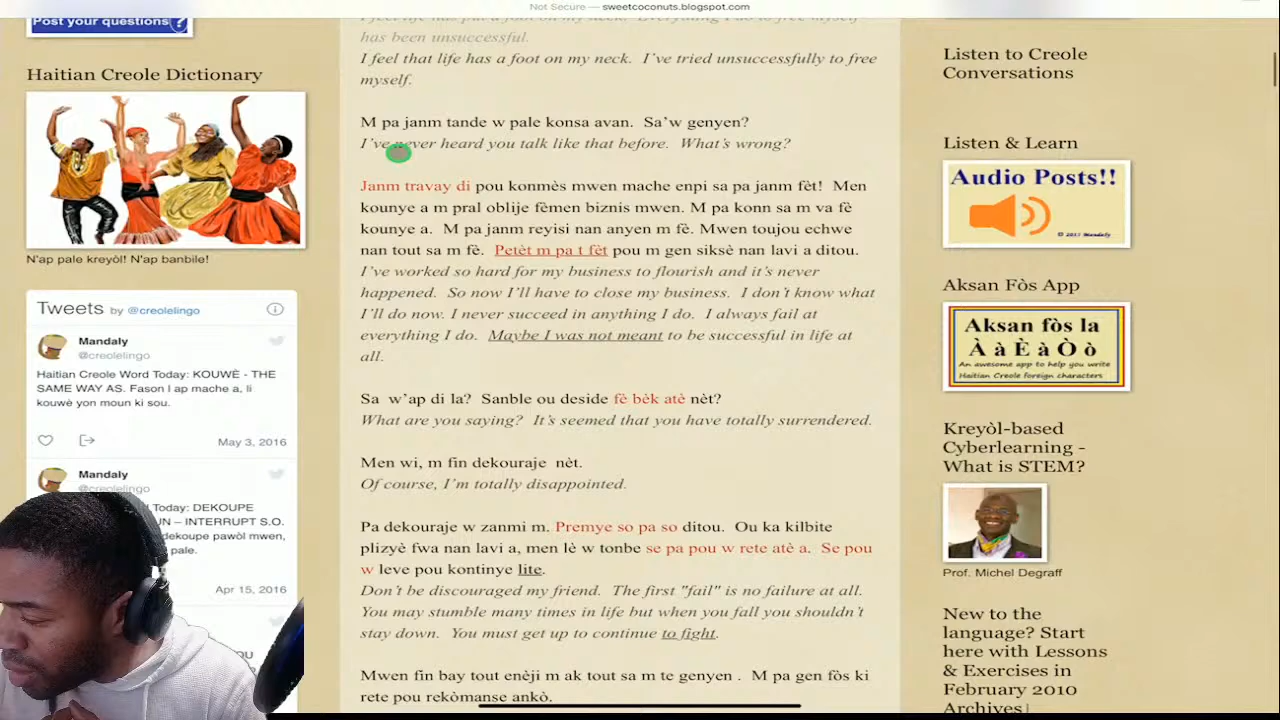 Not Secure — sweetcoconuts.blogspot.com
Post your questions ?
Haitian Creole Dictionary
N'ap pale kreyòl! N'ap banbile!
Tweets by @creolelingo
Mandaly
@creolelingo
Haitian Creole Word Today: KOUWÈ - THE
SAME WAY AS. Fason l ap mache a, li
kouwè yon moun ki sou.
May 3, 2016
Mandaly
@creolelingo
Today: DEKOUPE
UN – INTERRUPT S.O.
dekoupe pawòl mwen,
pale.
Apr 15, 2016
has been unsuccessful.
I feel that life has a foot on my neck. I've tried unsuccessfully to free
myself.
M pa janm tande w pale konsa avan. Sa'w genyen?
I've never heard you talk like that before. What's wrong?
Janm travay di pou konmès mwen mache enpi sa pa janm fèt! Men
kounye a m pral oblije fèmen biznis mwen. M pa konn sa m va fè
kounye a. M pa janm reyisi nan anyen m fè. Mwen toujou echwe
nan tout sa m fè. Petèt m pa t fèt pou m gen siksè nan lavi a ditou.
I've worked so hard for my business to flourish and it's never
happened. So now I'll have to close my business. I don't know what
I'll do now. I never succeed in anything I do. I always fail at
everything I do. Maybe I was not meant to be successful in life at
all.
Sa w'ap di la? Sanble ou deside fè bèk atè nèt?
What are you saying? It's seemed that you have totally surrendered.
Men wi, m fin dekouraje nèt.
Of course, I'm totally disappointed.
Pa dekouraje w zanmi m. Premye so pa so ditou. Ou ka kilbite
plizyè fwa nan lavi a, men lè w tonbe se pa pou w rete atè a. Se pou
w leve pou kontinye lite.
Don't be discouraged my friend. The first "fail" is no failure at all.
You may stumble many times in life but when you fall you shouldn't
stay down. You must get up to continue to fight.
Mwen fin bay tout enèji m ak tout sa m te genyen . M pa gen fòs ki
rete pou rekòmanse ankò.
Listen to Creole
Conversations
Listen & Learn
Audio Posts!!
© 2017 Mandaly
Aksan Fòs App
Aksan fòs la
À à È è Ò ò
An awesome app to help you write
Haitian Creole foreign characters
Kreyòl-based
Cyberlearning -
What is STEM?
Prof. Michel Degraff
New to the
language? Start
here with Lessons
& Exercises in
February 2010
Archives|